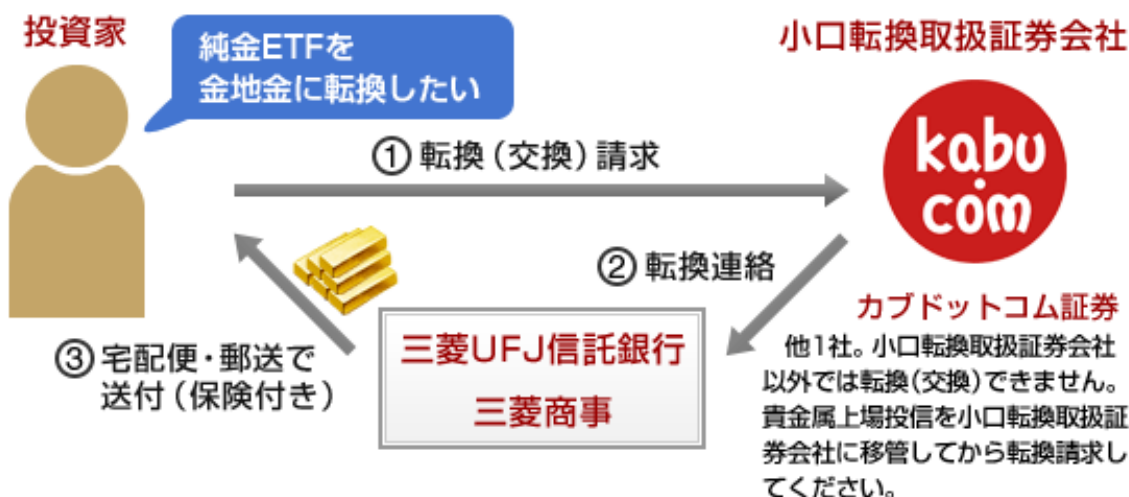 投資家
純金ETFを
金地金に転換したい
小口転換取扱証券会社
①転換(交換)請求
kabu
.com
②転換連絡
カブドットコム証券
他1社。小口転換取扱証券会社
以外では転換(交換)できません。
貴金属上場投信を小口転換取扱証
券会社に移管してから転換請求し
てください。
三菱UFJ信託銀行
三菱商事
③宅配便・郵送で
送付(保険付き)